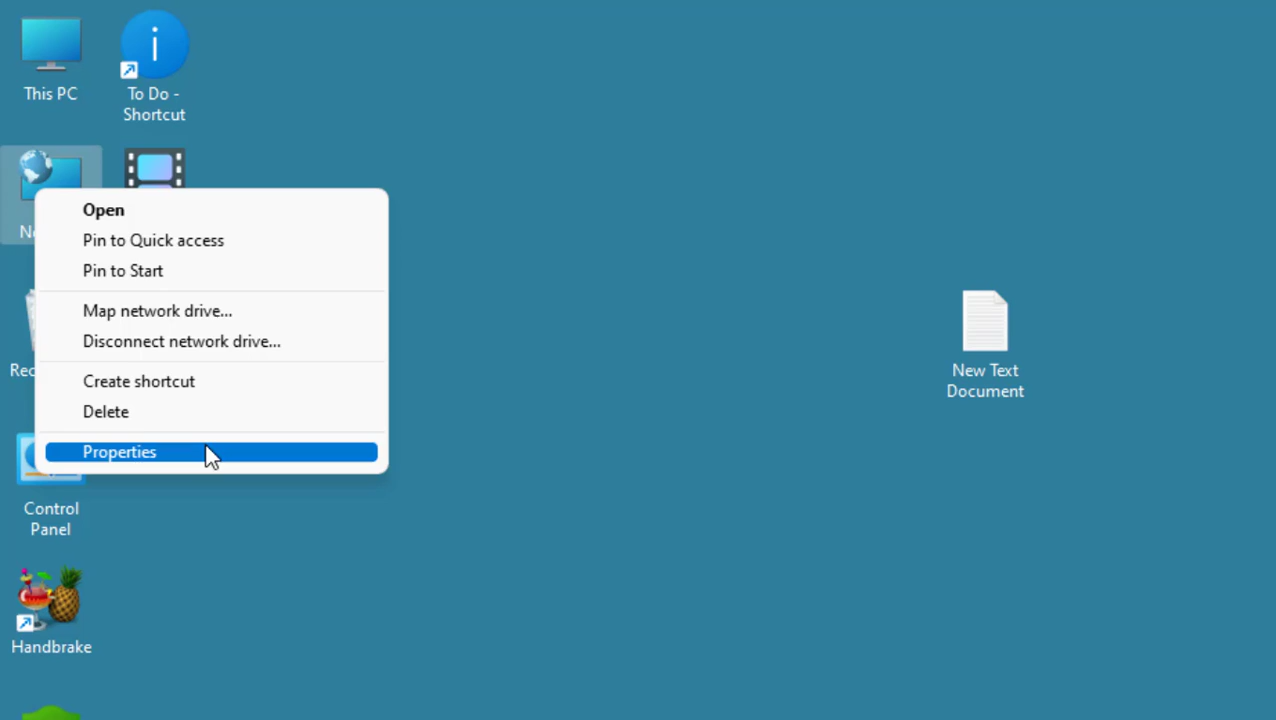 This PC
To Do -
Shortcut
Open
Pin to Quick access
Pin to Start
Map network drive...
Disconnect network drive...
Create shortcut
Delete
Properties
New Text
Document
Control
Panel
Handbrake